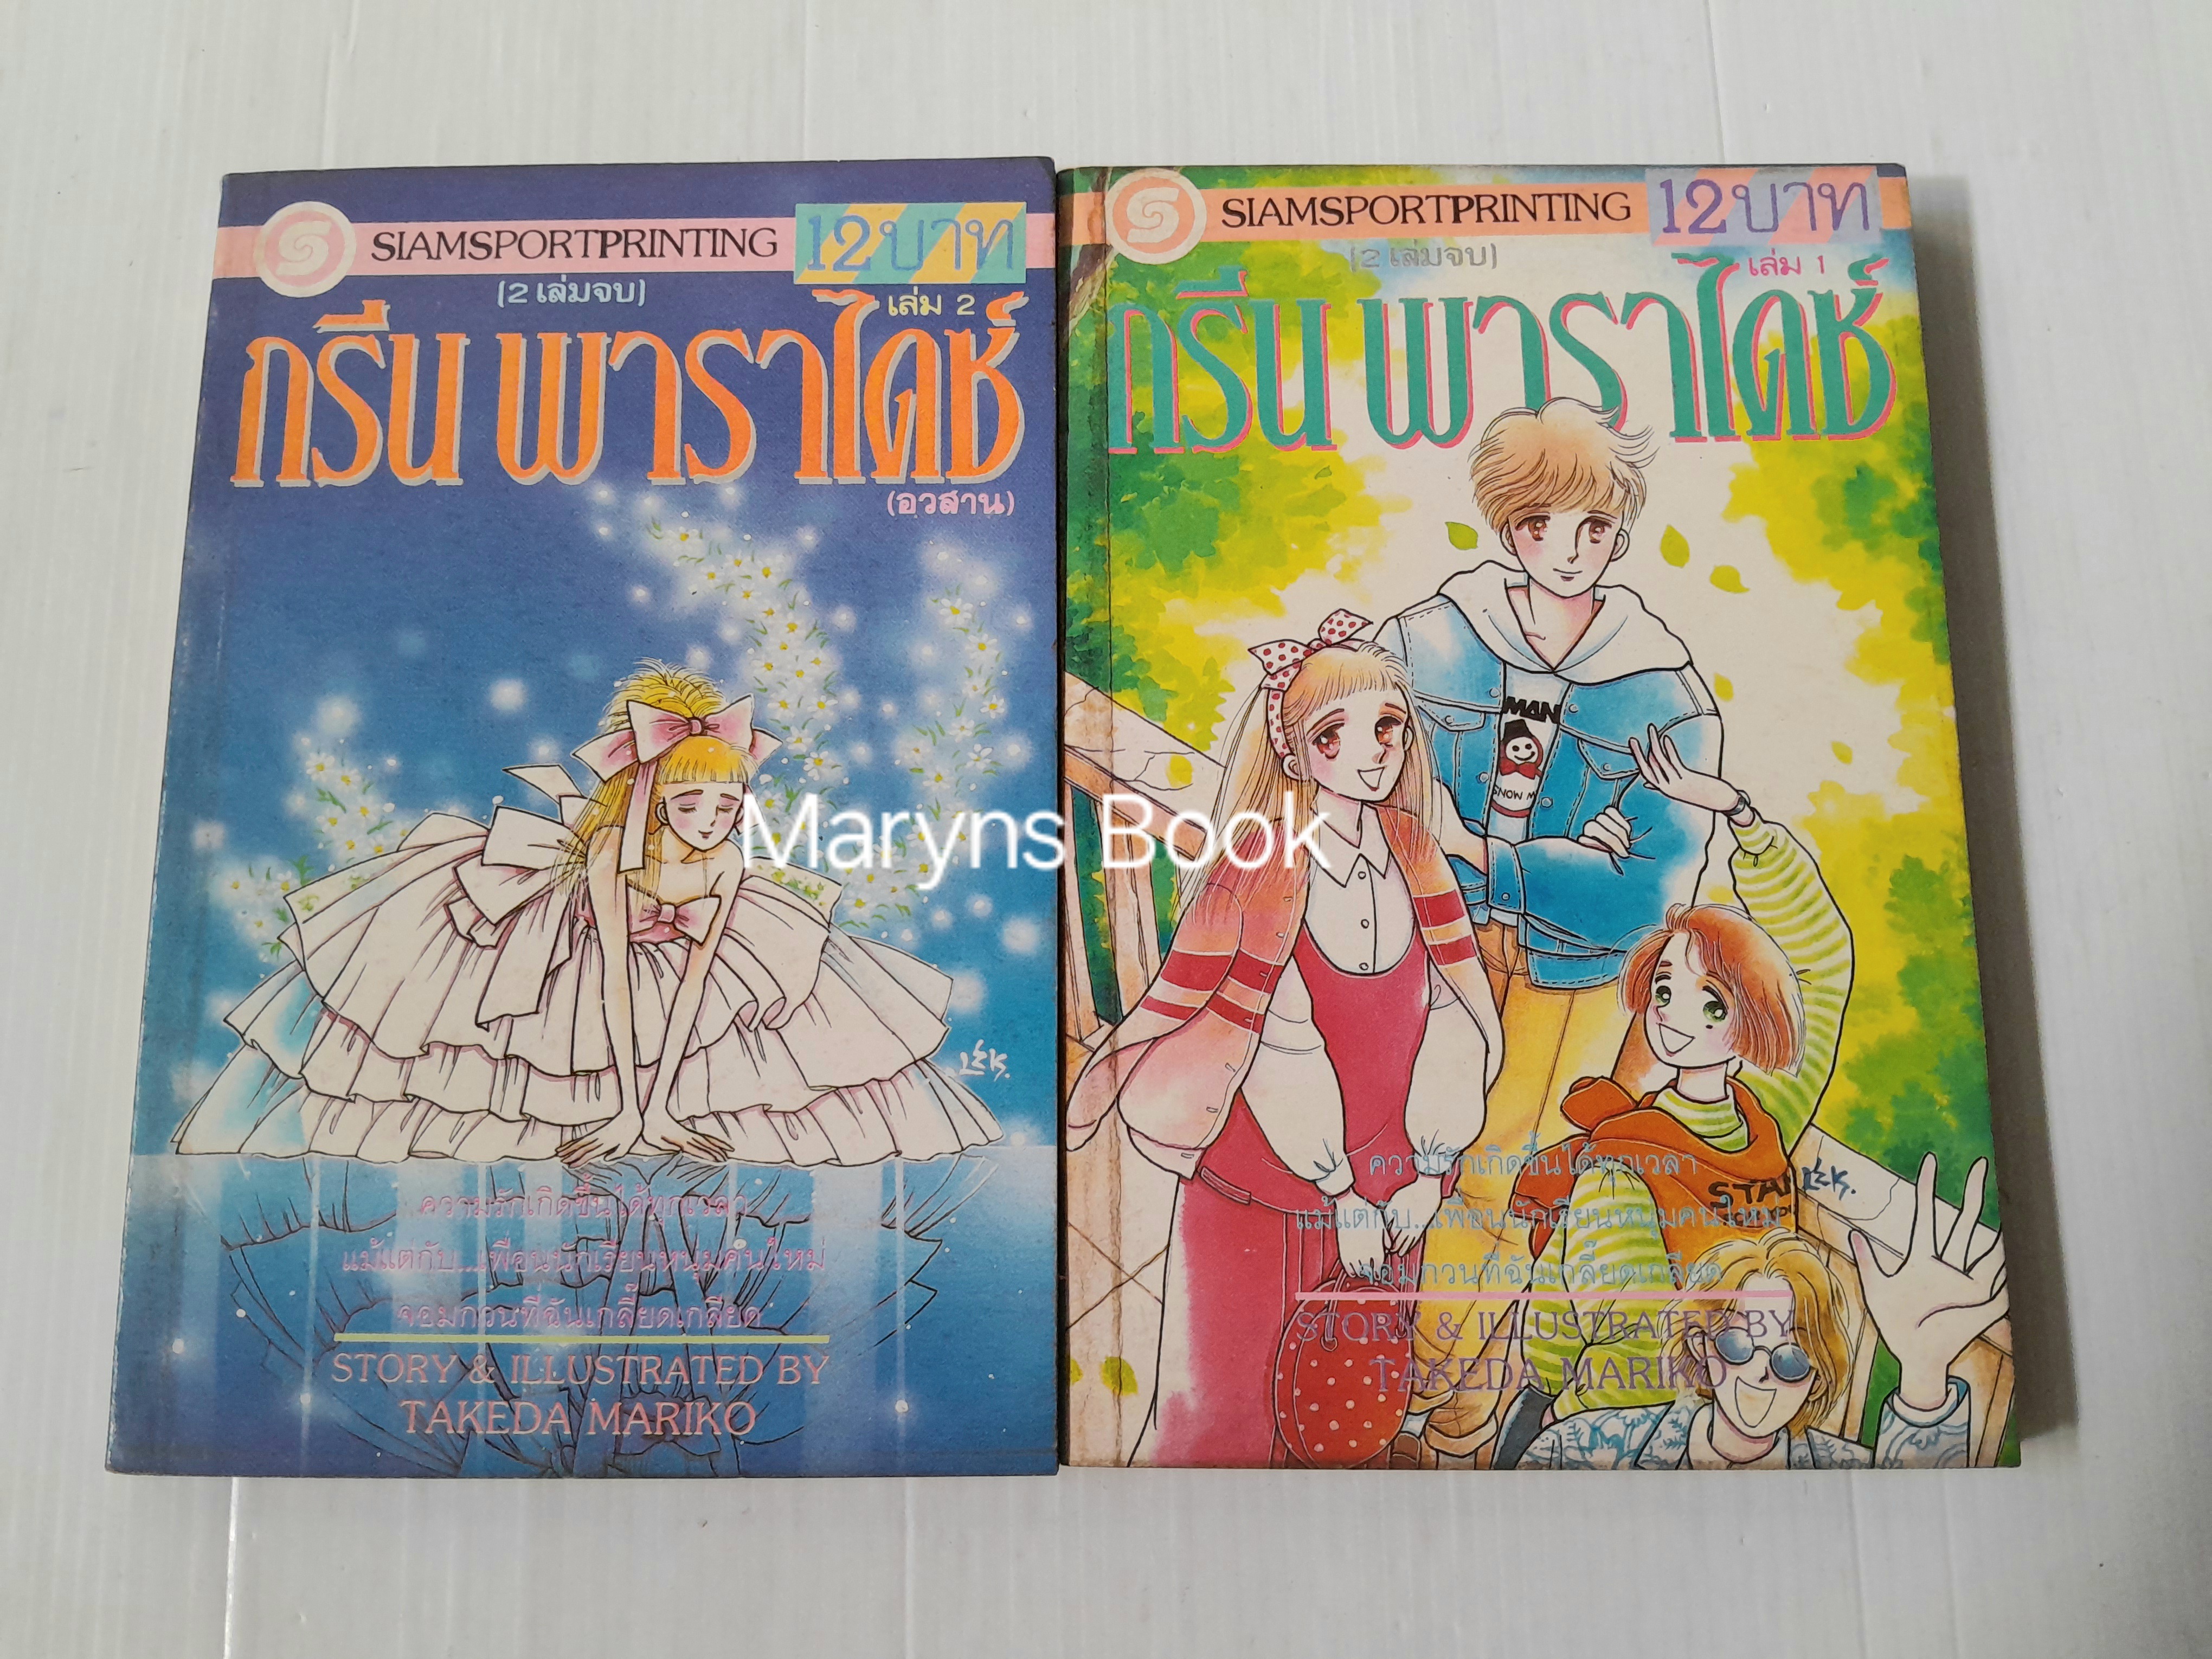 SIAMSPORTPRINTING
12 บาท
(2 เล่มจบ)
เล่ม 2
กรีน พาราไดซ์
(อวสาน)
LEK.
ความรักเกิดขึ้นได้ทุกเวลา
แม้แต่กับ...เพื่อนนักเรียนหนุ่มคนใหม่
จอมกวนที่ฉันเกลี๊ยดเกลียด
STORY & ILLUSTRATED BY
TAKEDA MARIKO
SIAMSPORTPRINTING
12 บาท
(2 เล่มจบ)
เล่ม 1
กรีน พาราไดซ์
MAN
SNOW M
ความรักเกิดขึ้นได้ทุกเวลา
STA
LEK.
แม้แต่กับ...เพื่อนนักเรียนหนุ่มคนใหม่
จอมกวนที่ฉันเกลี๊ยดเกลียด
STORY & ILLUSTRATED BY
TAKEDA MARIKO
Maryns Book